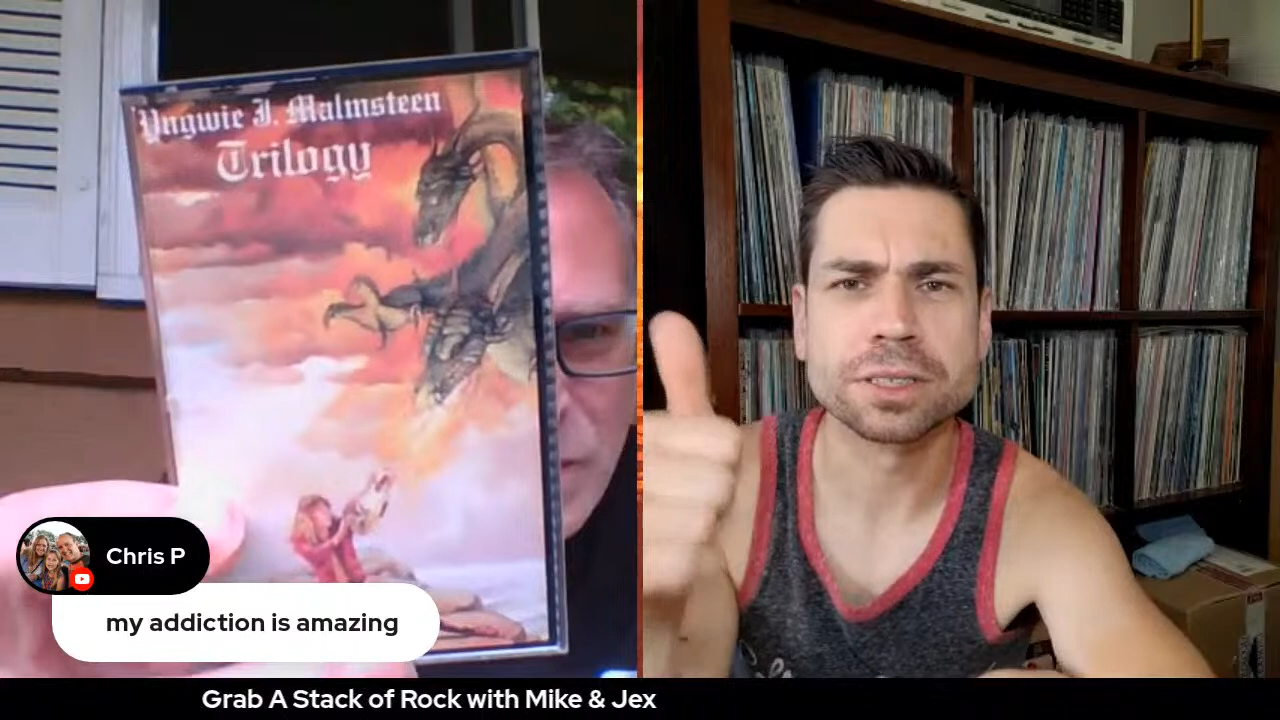 Yngwie J. Malmsteen
Trilogy
Chris P
my addiction is amazing
Grab A Stack of Rock with Mike & Jex